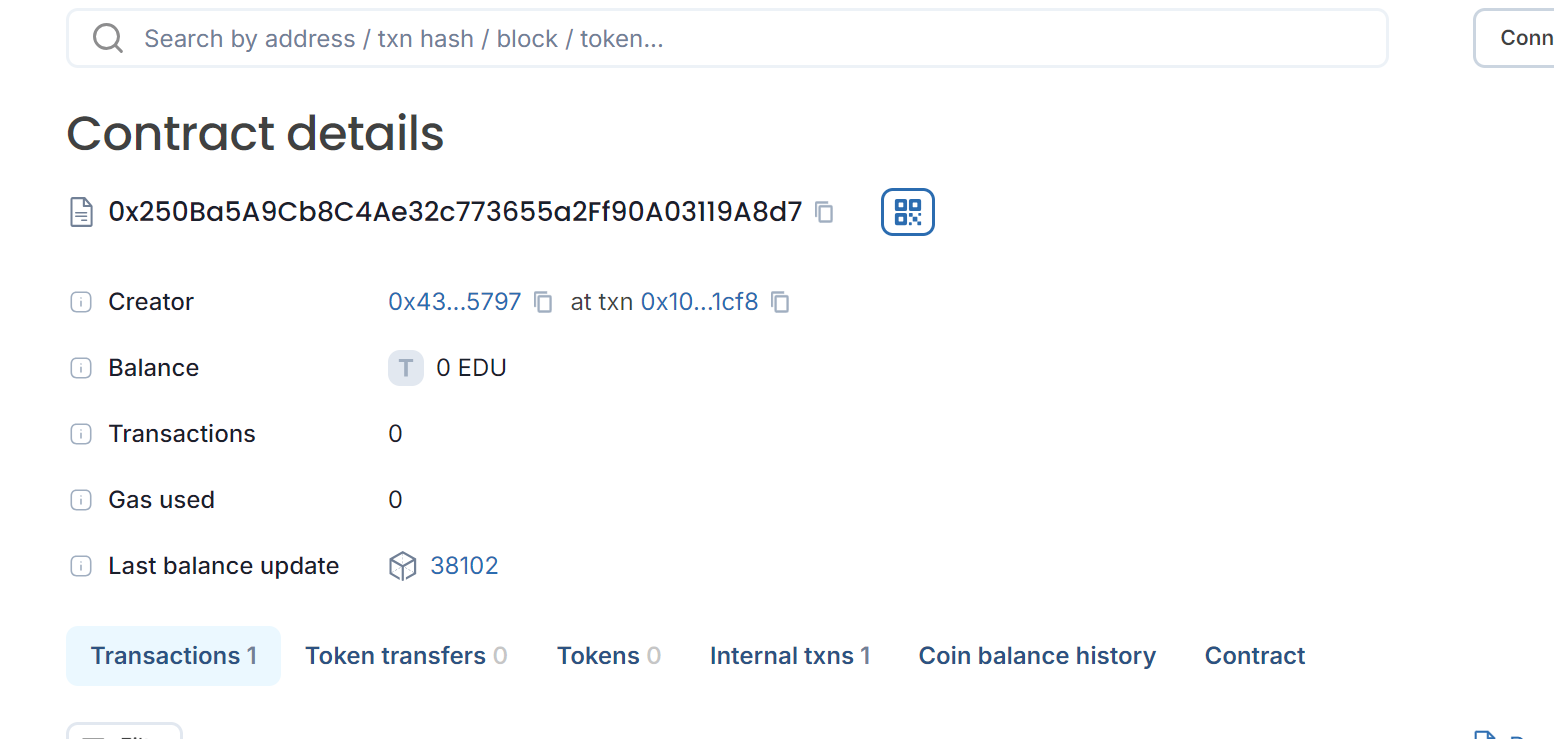 Search by address / txn hash / block / token...
Conn
Contract details
0x250Ba5A9Cb8C4Ae32c773655a2Ff90A03119A8d7
Creator 0x43...5797 at txn 0x10...1cf8
Balance T 0 EDU
Transactions 0
Gas used 0
Last balance update 38102
Transactions 1 Token transfers 0 Tokens 0 Internal txns 1 Coin balance history Contract